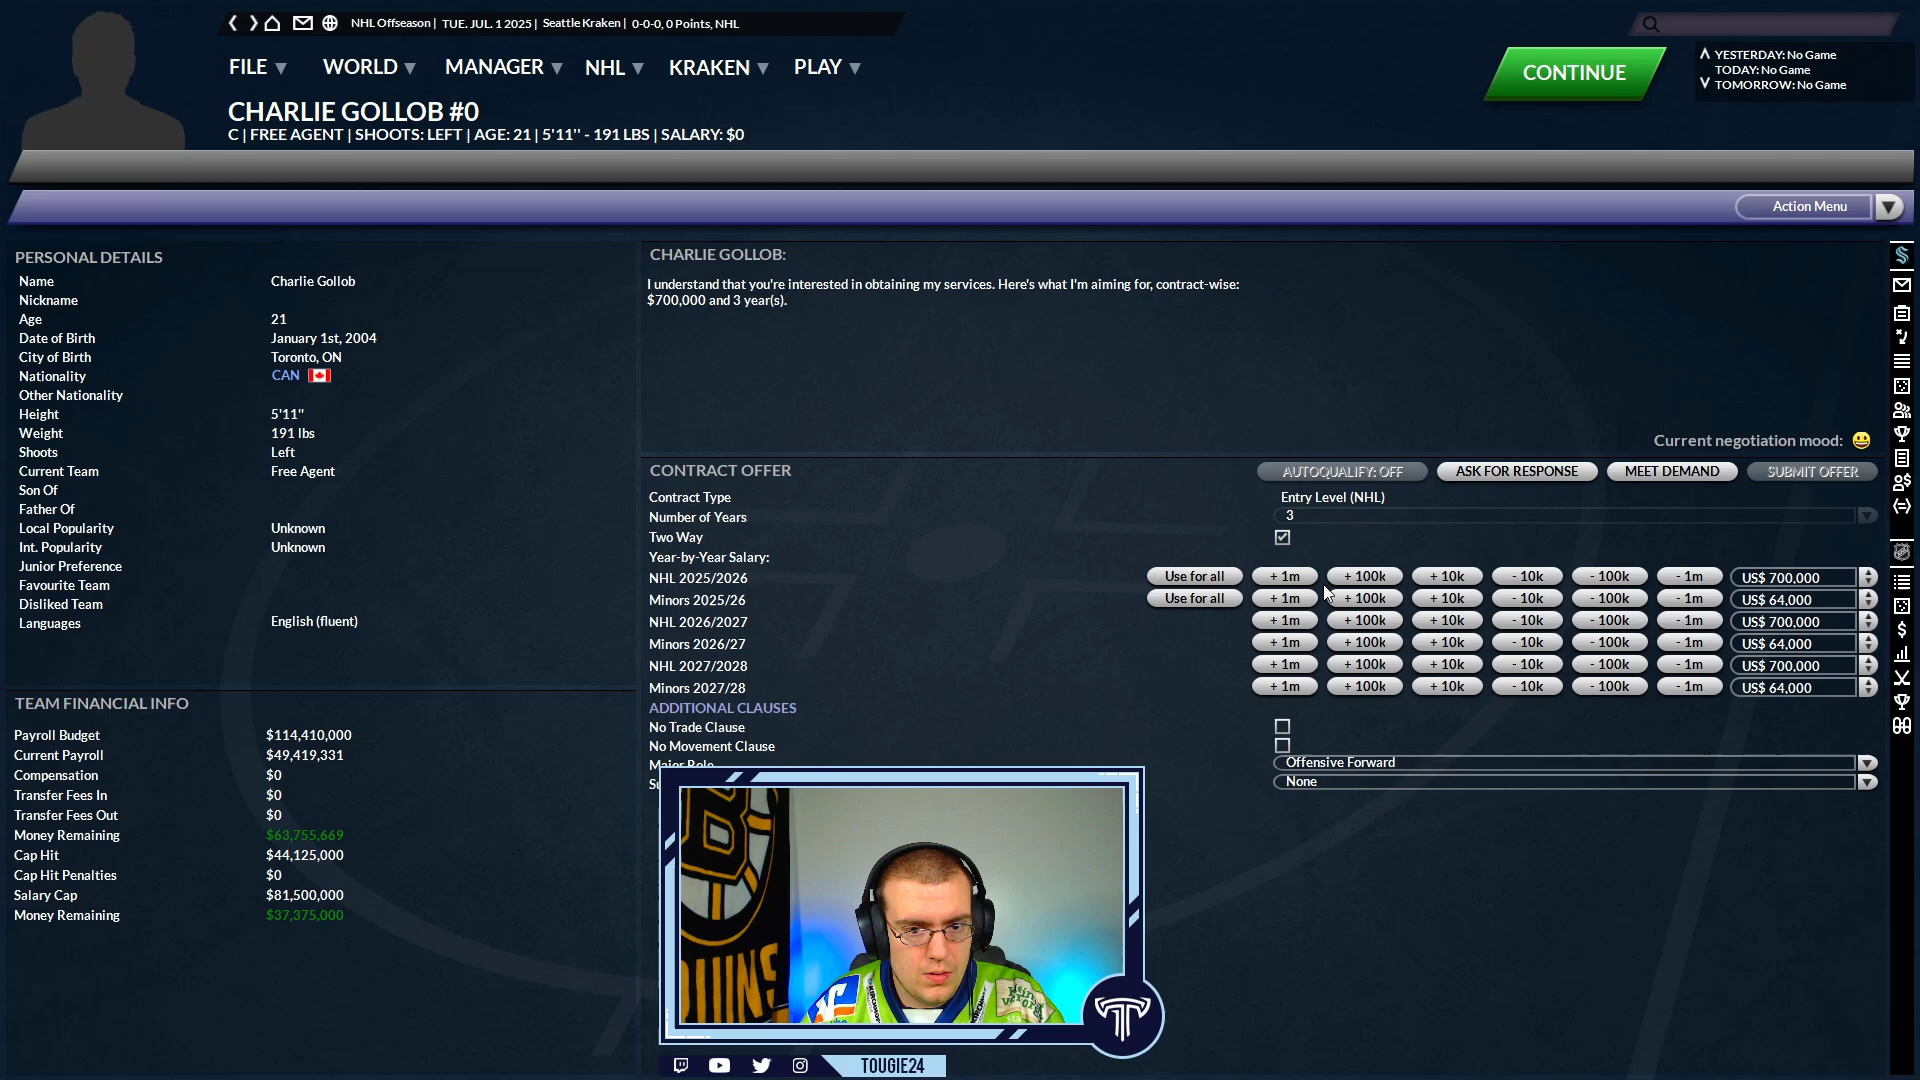 NHL Offseason | TUE. JUL. 1 2025 | Seattle Kraken | 0-0-0, 0 Points, NHL
YESTERDAY: No Game
TODAY: No Game
TOMORROW: No Game
FILE WORLD MANAGER NHL KRAKEN PLAY
CONTINUE
CHARLIE GOLLOB #0
C | FREE AGENT | SHOOTS: LEFT | AGE: 21 | 5'11'' - 191 LBS | SALARY: $0
Action Menu
PERSONAL DETAILS
Name Charlie Gollob
Nickname
Age 21
Date of Birth January 1st, 2004
City of Birth Toronto, ON
Nationality CAN
Other Nationality
Height 5'11''
Weight 191 lbs
Shoots Left
Current Team Free Agent
Son Of
Father Of
Local Popularity Unknown
Int. Popularity Unknown
Junior Preference
Favourite Team
Disliked Team
Languages English (fluent)
TEAM FINANCIAL INFO
Payroll Budget $114,410,000
Current Payroll $49,419,331
Compensation $0
Transfer Fees In $0
Transfer Fees Out $0
Money Remaining $63,755,669
Cap Hit $44,125,000
Cap Hit Penalties $0
Salary Cap $81,500,000
Money Remaining $37,375,000
CHARLIE GOLLOB:
I understand that you're interested in obtaining my services. Here's what I'm aiming for, contract-wise:
$700,000 and 3 year(s).
Current negotiation mood:
CONTRACT OFFER AUTOQUALIFY: OFF ASK FOR RESPONSE MEET DEMAND SUBMIT OFFER
Contract Type Entry Level (NHL)
Number of Years 3
Two Way
Year-by-Year Salary:
NHL 2025/2026 Use for all + 1m + 100k + 10k - 10k - 100k - 1m US$ 700,000
Minors 2025/26 Use for all + 1m + 100k + 10k - 10k - 100k - 1m US$ 64,000
NHL 2026/2027 + 1m + 100k + 10k - 10k - 100k - 1m US$ 700,000
Minors 2026/27 + 1m + 100k + 10k - 10k - 100k - 1m US$ 64,000
NHL 2027/2028 + 1m + 100k + 10k - 10k - 100k - 1m US$ 700,000
Minors 2027/28 + 1m + 100k + 10k - 10k - 100k - 1m US$ 64,000
ADDITIONAL CLAUSES
No Trade Clause
No Movement Clause
Major Role Offensive Forward
None
TOUGIE24